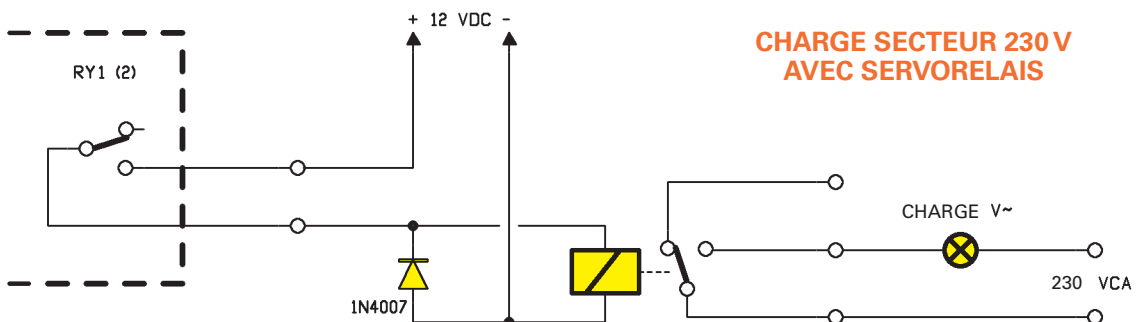 + 12 VDC -
CHARGE SECTEUR 230 V
AVEC SERVORELAIS
RY1 (2)
CHARGE V~
1N4007
230 VCA